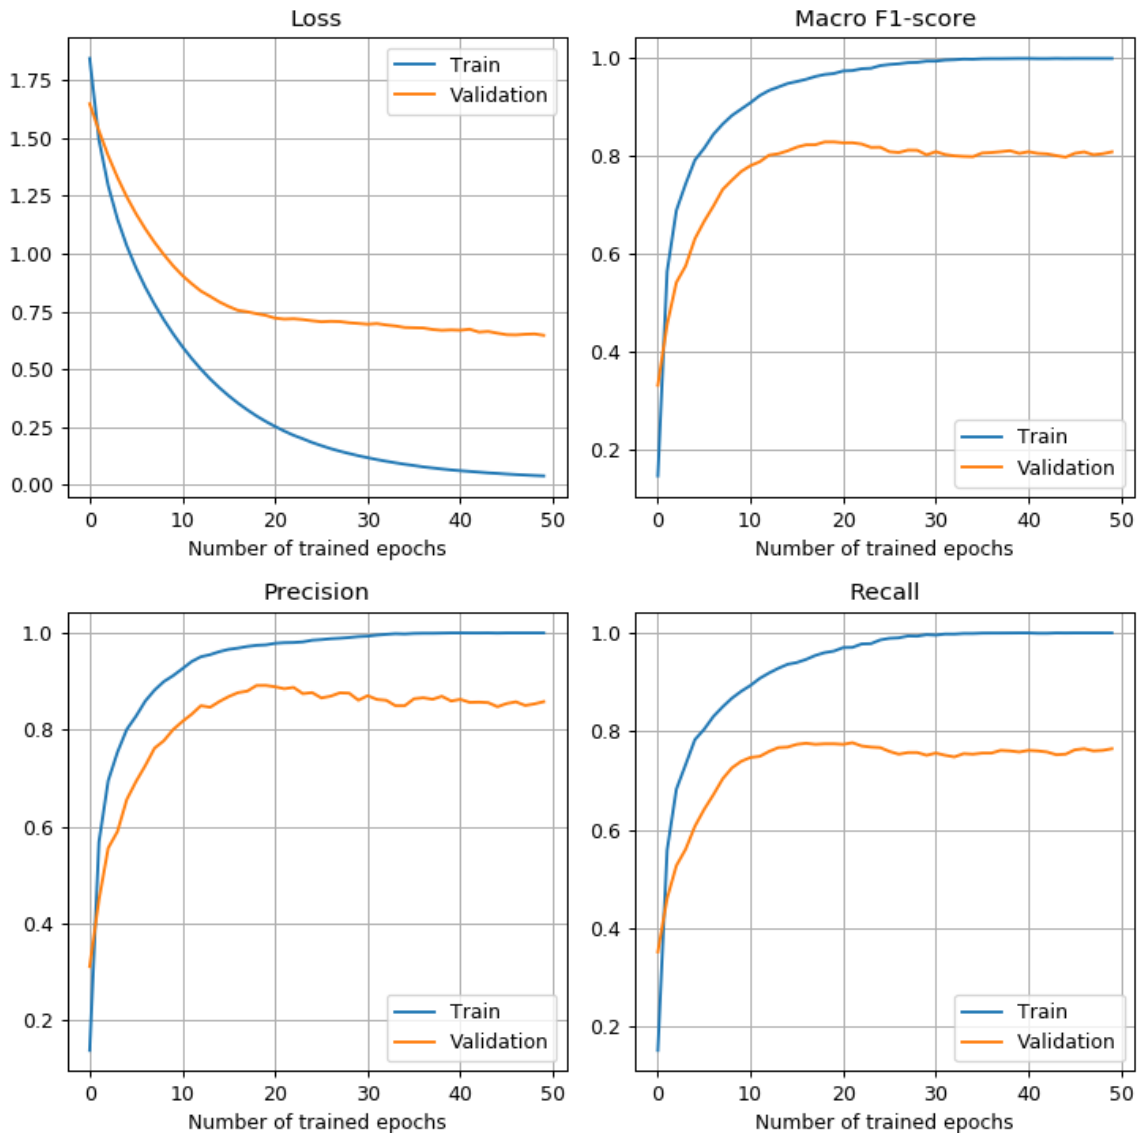 Loss
1.75
1.50
1.25
1.00
0.75
0.50
0.25
0.00
Train
Validation
0 10 20 30 40 50
Number of trained epochs
Macro F1-score
1.0
0.8
0.6
0.4
0.2
Train
Validation
0 10 20 30 40 50
Number of trained epochs
Precision
1.0
0.8
0.6
0.4
0.2
Train
Validation
0 10 20 30 40 50
Number of trained epochs
Recall
1.0
0.8
0.6
0.4
0.2
Train
Validation
0 10 20 30 40 50
Number of trained epochs